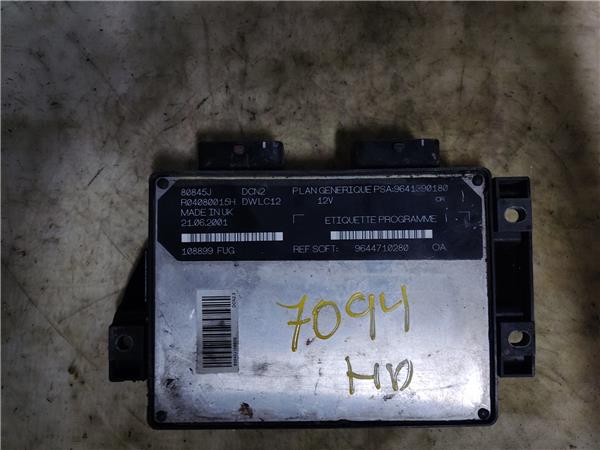 80845J DCN2 PLAN GENERIQUE PSA:9641390180
R04080015H DWLC12 12V OR
MADE IN UK
21.06.2001 ETIQUETTE PROGRAMME
108899 FUG REF SOFT: 9644710280 OA
7094
HD